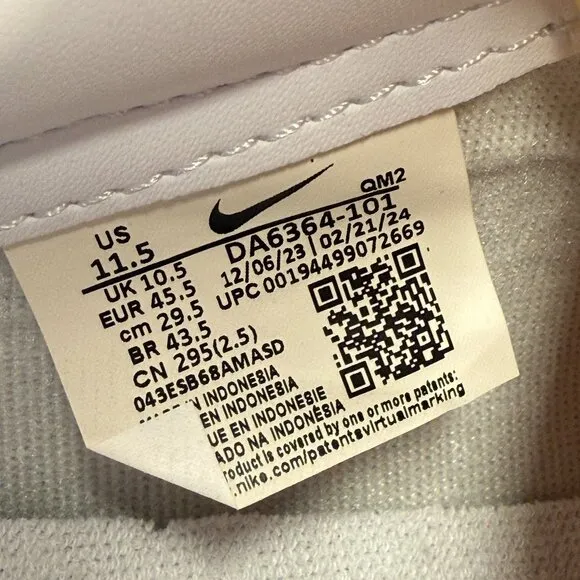 US
11.5
UK 10.5
EUR 45.5
cm 29.5
BR 43.5
CN 295(2.5)
043ESB68AMASD
QM2
DA6364-101
12/06/23 | 02/21/24
UPC 00194499072669
IN INDONESIA
EN INDONESIA
UE EN INDONESIE
ADO NA INDONÉSIA
roduct is covered by one or more patents:
.nike.com/patentsvirtualmarking